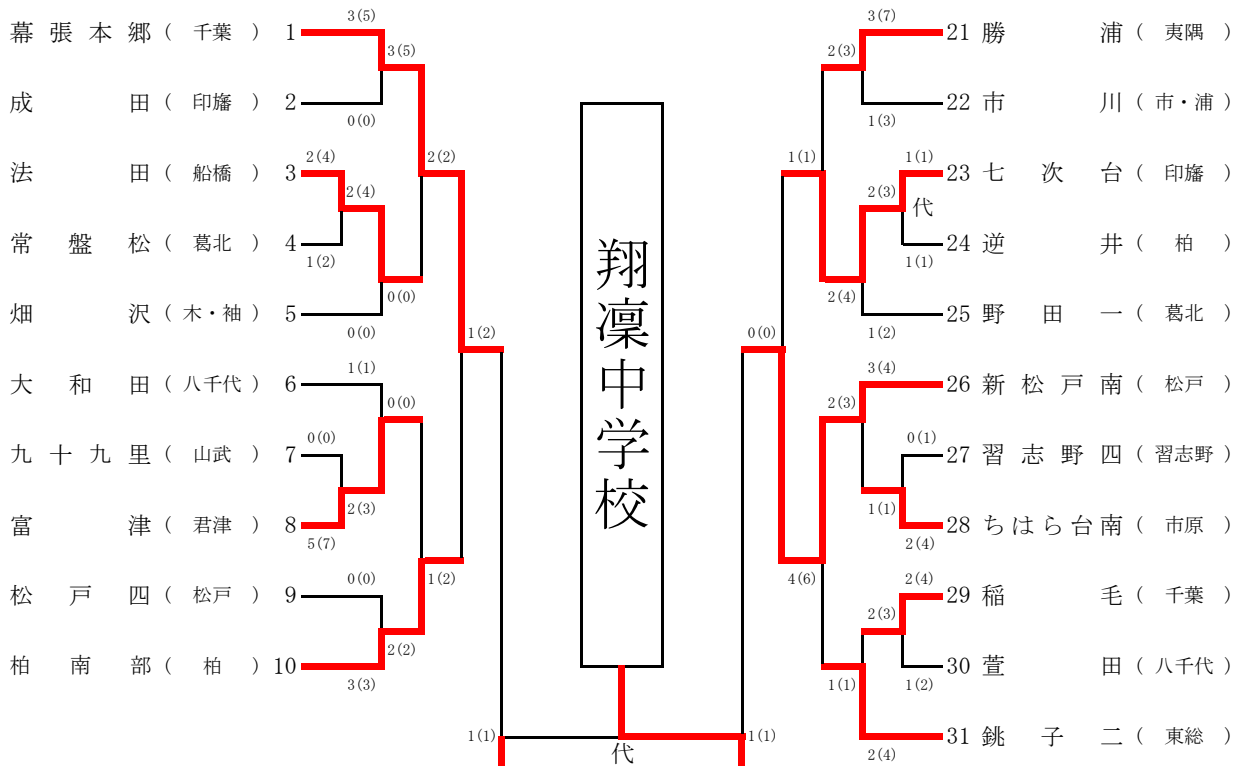 3(5)
幕張本郷（ 千葉 ） 1
3(5)
成田（ 印旛 ） 2
0(0)
2(4)
法田（ 船橋 ） 3
2(2)
2(4)
常盤松（ 葛北 ） 4
1(2)
0(0)
畑沢（ 木・袖 ） 5
0(0)
1(2)
1(1)
大和田（ 八千代 ） 6
0(0)
0(0)
九十九里（ 山武 ） 7
2(3)
富津（ 君津 ） 8
5(7)
0(0)
1(2)
松戸四（ 松戸 ） 9
2(2)
柏南部（ 柏 ） 10
3(3)
1(1)
翔凜中学校
代
1(1)
3(7)
21 勝浦（ 夷隅 ）
2(3)
22 市川（ 市・浦 ）
1(3)
1(1)
1(1)
23 七次台（ 印旛 ）
2(3)
代
24 逆井（ 柏 ）
1(1)
2(4)
25 野田一（ 葛北 ）
1(2)
0(0)
3(4)
26 新松戸南（ 松戸 ）
2(3)
0(1)
27 習志野四（ 習志野 ）
1(1)
28 ちはら台南（ 市原 ）
2(4)
4(6)
2(4)
29 稲毛（ 千葉 ）
2(3)
30 萱田（ 八千代 ）
1(2)
1(1)
31 銚子二（ 東総 ）
2(4)